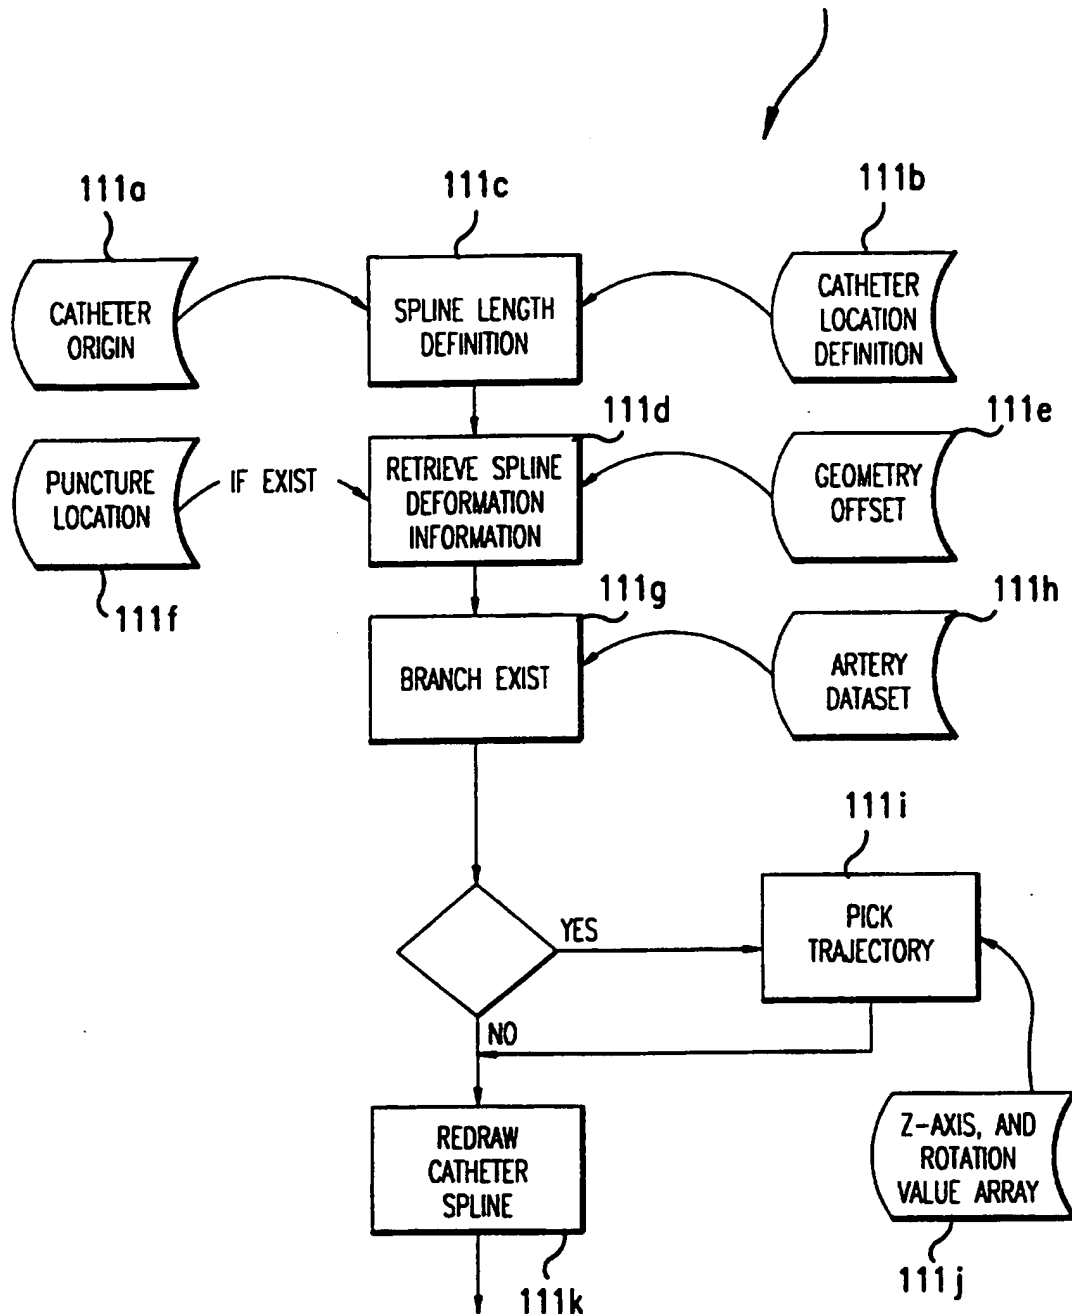 111a
111c
111b
CATHETER
ORIGIN
SPLINE LENGTH
DEFINITION
CATHETER
LOCATION
DEFINITION
111d
111e
PUNCTURE
LOCATION
IF EXIST
RETRIEVE SPLINE
DEFORMATION
INFORMATION
GEOMETRY
OFFSET
111f
111g
111h
BRANCH EXIST
ARTERY
DATASET
111i
YES
PICK
TRAJECTORY
NO
REDRAW
CATHETER
SPLINE
Z-AXIS, AND
ROTATION
VALUE ARRAY
111k
111j